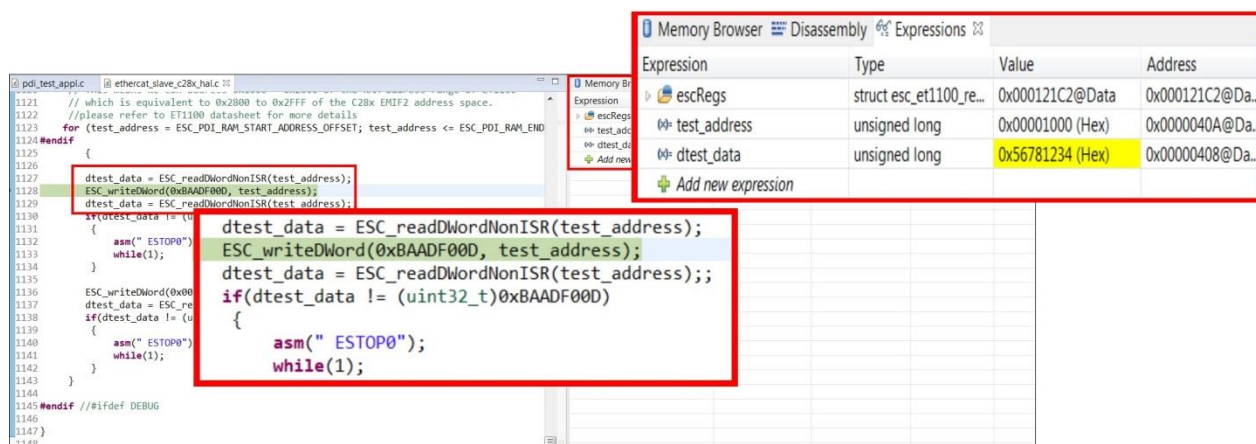 pdi_test_appl.c
ethercat_slave_c28x_hal.c
1121 // which is equivalent to 0x2800 to 0x2FFF of the C28x EMIF2 address space.
1122 //please refer to ET1100 datasheet for more details
1123 for (test_address = ESC_PDI_RAM_START_ADDRESS_OFFSET; test_address <= ESC_PDI_RAM_END
1124 #endif
1125 {
1126
1127 dtest_data = ESC_readDWordNonISR(test_address);
1128 ESC_writeDWord(0xBAADF00D, test_address);
1129 dtest_data = ESC_readDWordNonISR(test_address);
1130 if(dtest_data != (u
1131 {
1132 asm(" ESTOP0")
1133 while(1);
1134 }
1135
1136 ESC_writeDWord(0x00
1137 dtest_data = ESC_re
1138 if(dtest_data != (u
1139 {
1140 asm(" ESTOP0")
1141 while(1);
1142 }
1143 }
1144
1145 #endif //#ifdef DEBUG
1146
1147 }
1148
Memory Br
Expression
escRegs
test_add
dtest_da
Add new
dtest_data = ESC_readDWordNonISR(test_address);
ESC_writeDWord(0xBAADF00D, test_address);
dtest_data = ESC_readDWordNonISR(test_address);;
if(dtest_data != (uint32_t)0xBAADF00D)
{
asm(" ESTOP0");
while(1);
Memory Browser Disassembly Expressions
Expression Type Value Address
escRegs struct esc_et1100_re... 0x000121C2@Data 0x000121C2@Da...
(x)= test_address unsigned long 0x00001000 (Hex) 0x0000040A@Da...
(x)= dtest_data unsigned long 0x56781234 (Hex) 0x00000408@Da...
Add new expression